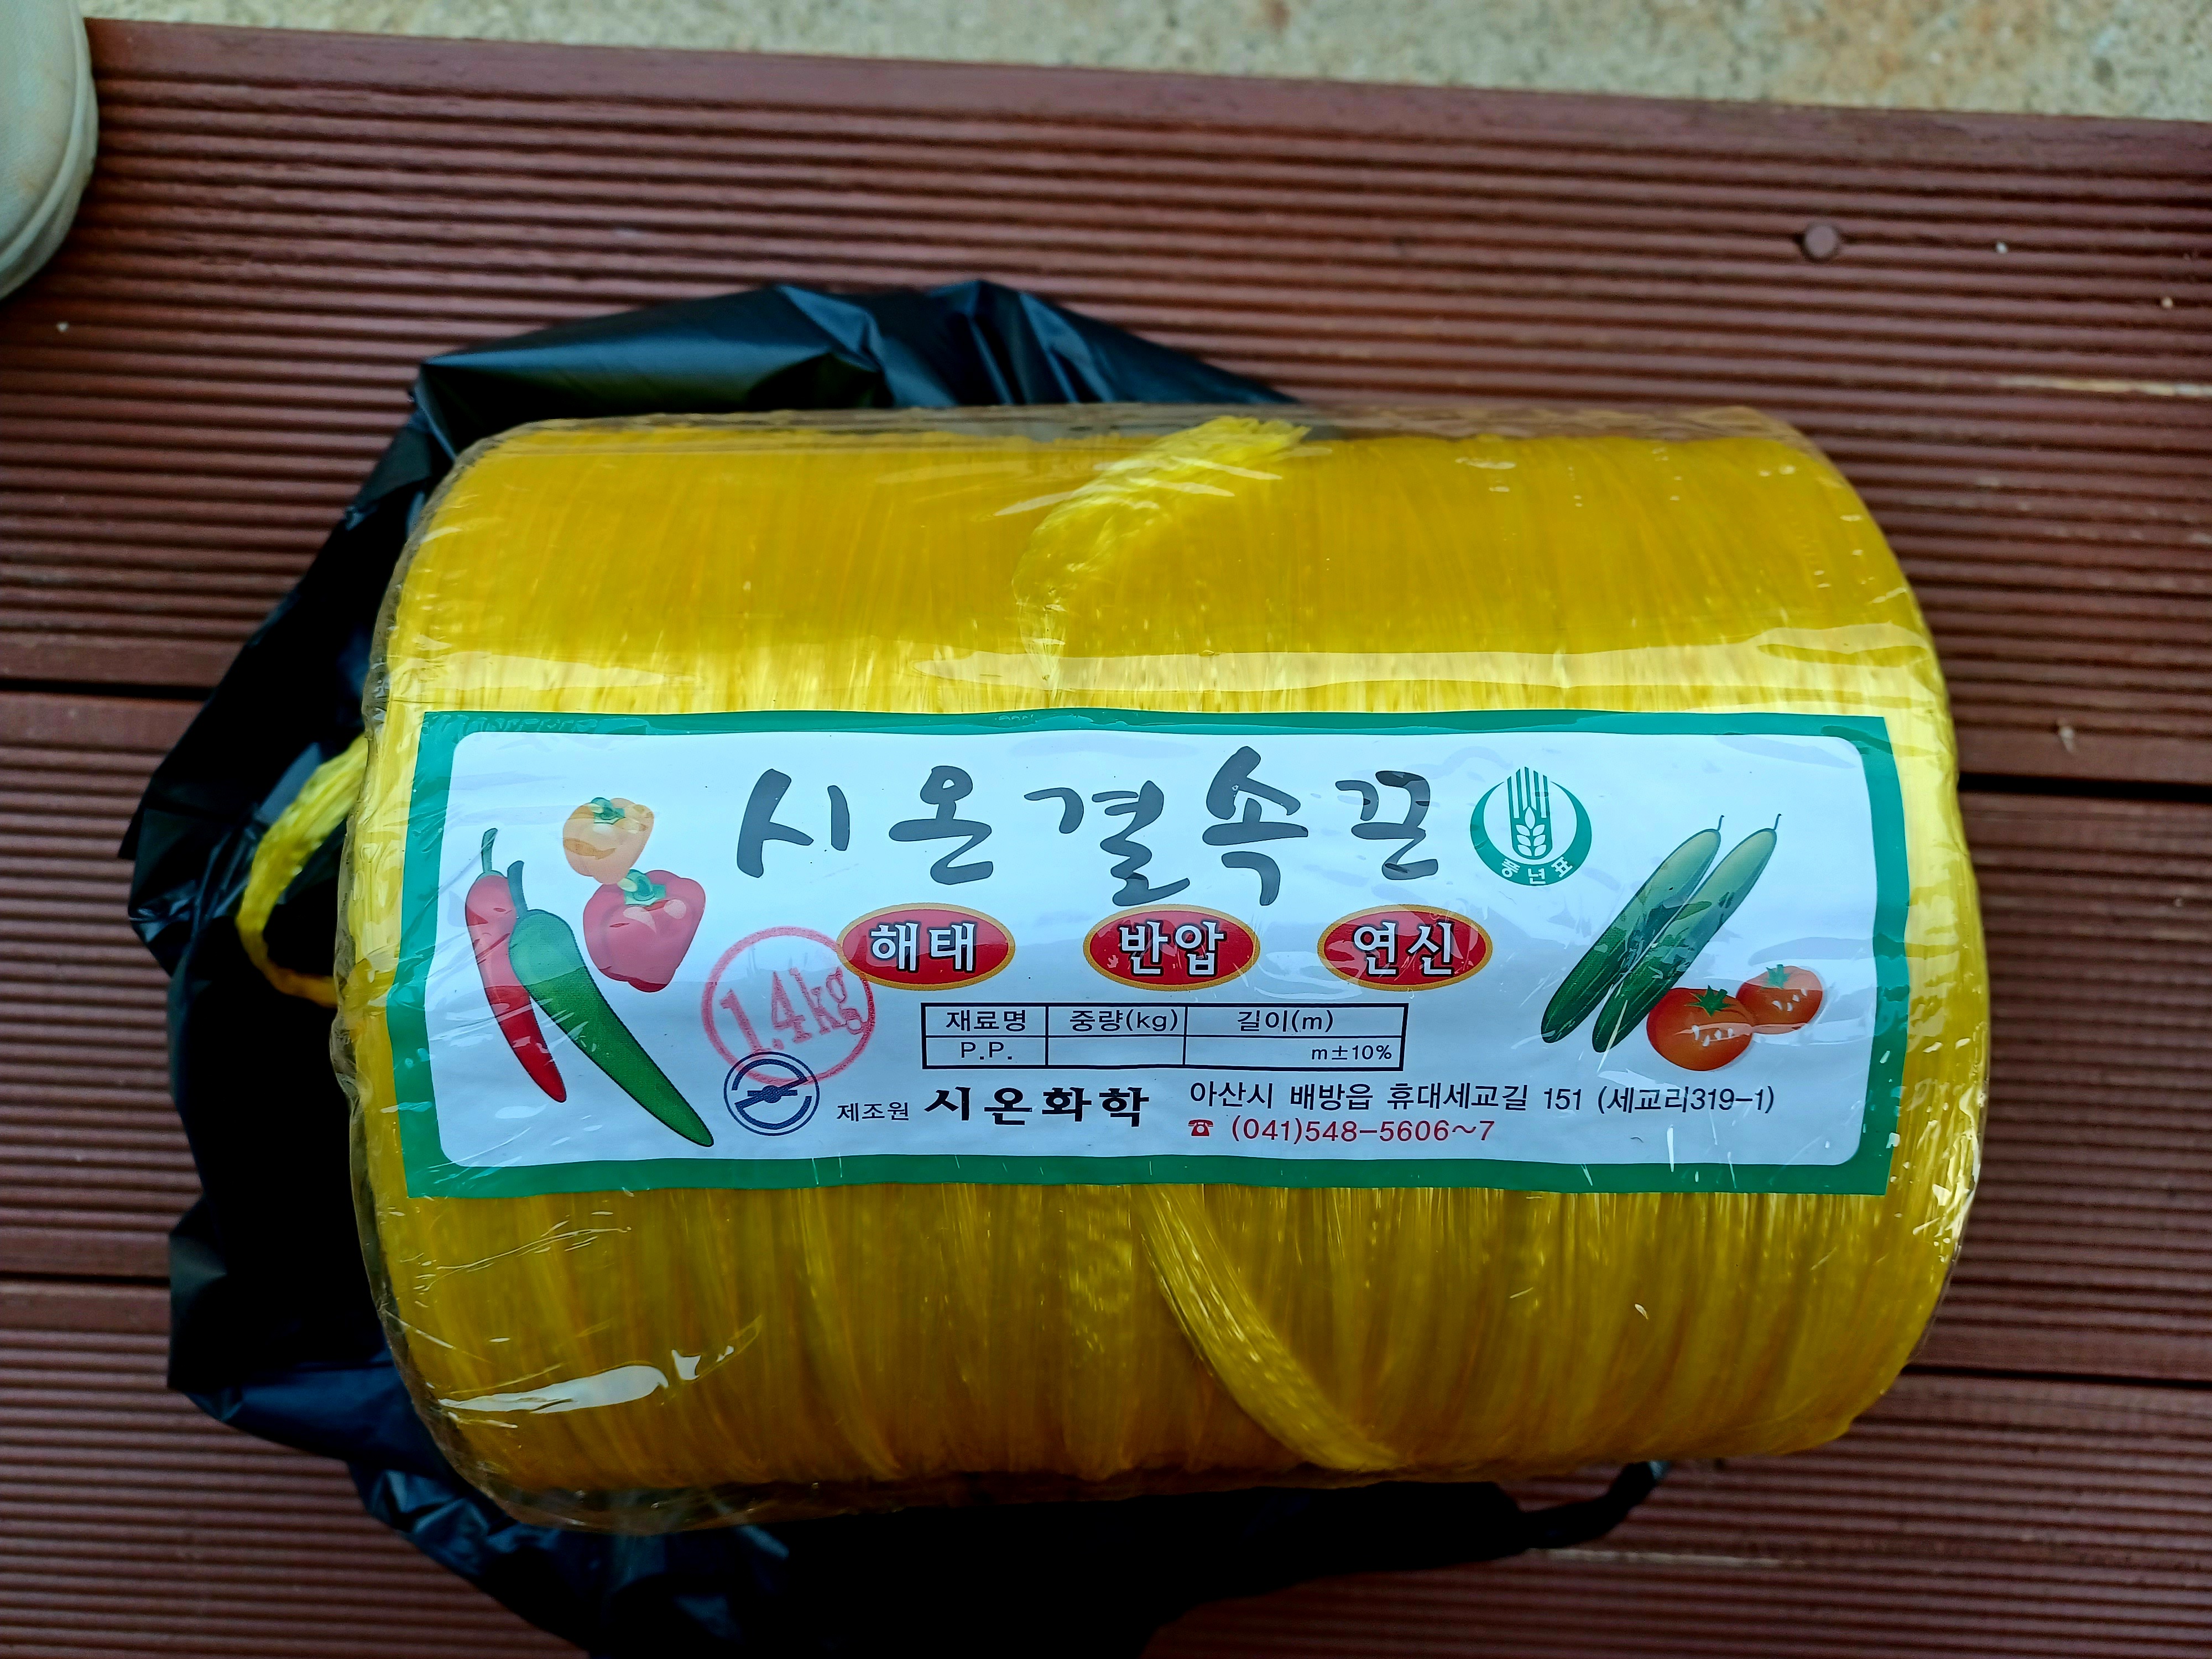 시온결속끈
풍년표
해태 반압 연신
1.4kg
재료명 중량(kg) 길이(m)
P.P. m±10%
제조원 시온화학
아산시 배방읍 휴대세교길 151 (세교리319-1)
☎ (041)548-5606~7